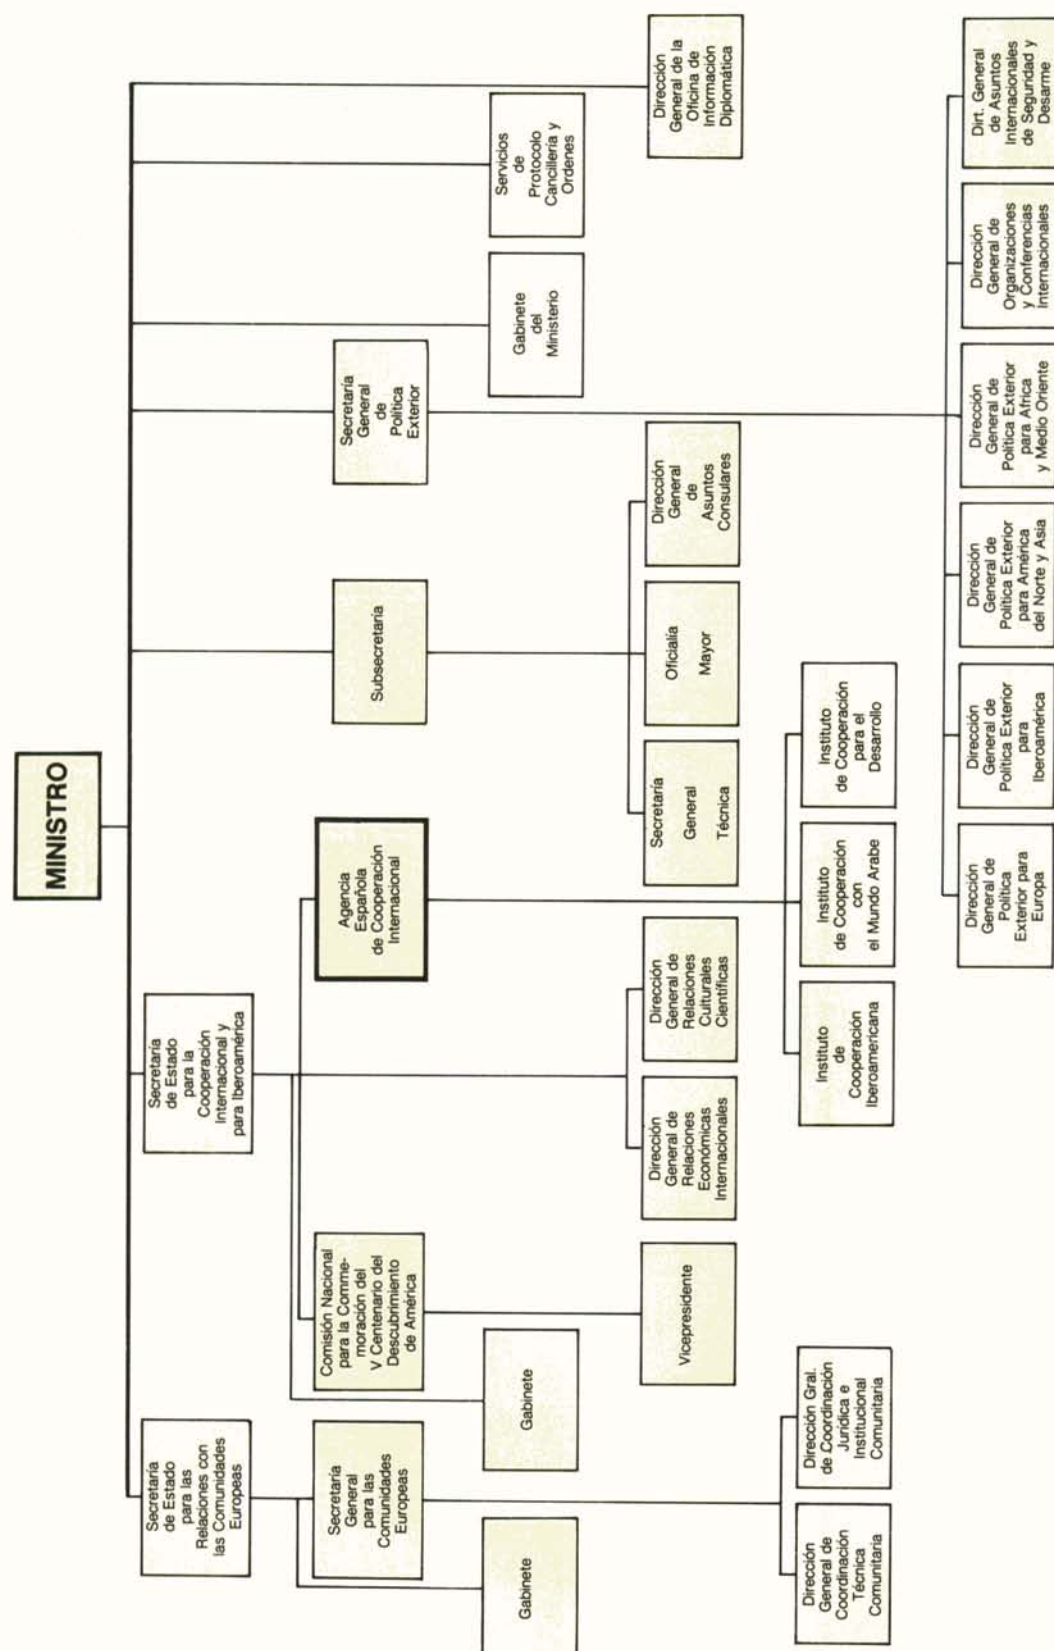 MINISTRO
Secretaría
de Estado
para las
Relaciones con
las Comunidades
Europeas
Secretaría
de Estado
para la
Cooperación
Internacional y
para Iberoamérica
Secretaría
General
para las
Comunidades
Europeas
Comisión Nacional
para la Comme-
moración del
V Centenario del
Descubrimiento
de América
Agencia
Española
de Cooperación
Internacional
Subsecretaría
Secretaría
General
de
Política
Exterior
Gabinete
Gabinete
Gabinete
del
Ministerio
Servicios
de
Protocolo
Cancillería y
Ordenes
Vicepresidente
Dirección
General de
Relaciones
Económicas
Internacionales
Dirección
General de
Relaciones
Culturales
Científicas
Secretaría
General
Técnica
Oficialía
Mayor
Dirección
General
de
Asuntos
Consulares
Dirección
General de la
Oficina de
Información
Diplomática
Dirección
General de
Coordinación
Técnica
Comunitaria
Dirección Gral.
de Coordinación
Jurídica e
Institucional
Comunitaria
Instituto
de
Cooperación
Iberoamericana
Instituto
de Cooperación
con
el Mundo Arabe
Instituto
de Cooperación
para el
Desarrollo
Dirección
General de
Política
Exterior para
Europa
Dirección
General de
Política Exterior
para
Iberoamérica
Dirección
General de
Política Exterior
para América
del Norte y Asia
Dirección
General de
Política Exterior
para Africa
y Medio Oriente
Dirección
General de
Organizaciones
y Conferencias
Internacionales
Dirt. General
de Asuntos
Internacionales
de Seguridad y
Desarme